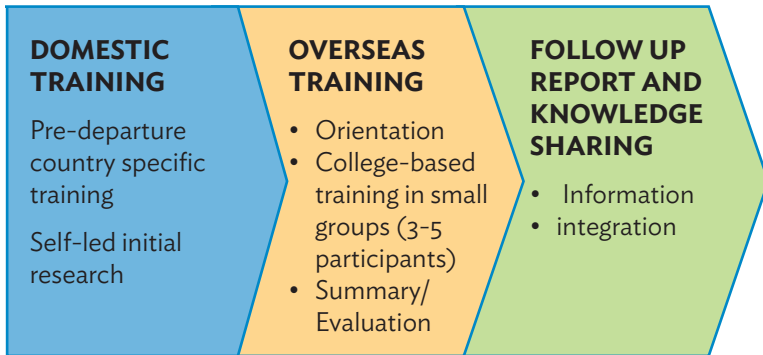 DOMESTIC
TRAINING
Pre-departure
country specific
training
Self-led initial
research
OVERSEAS
TRAINING
• Orientation
• College-based
training in small
groups (3-5
participants)
• Summary/
Evaluation
FOLLOW UP
REPORT AND
KNOWLEDGE
SHARING
• Information
• integration